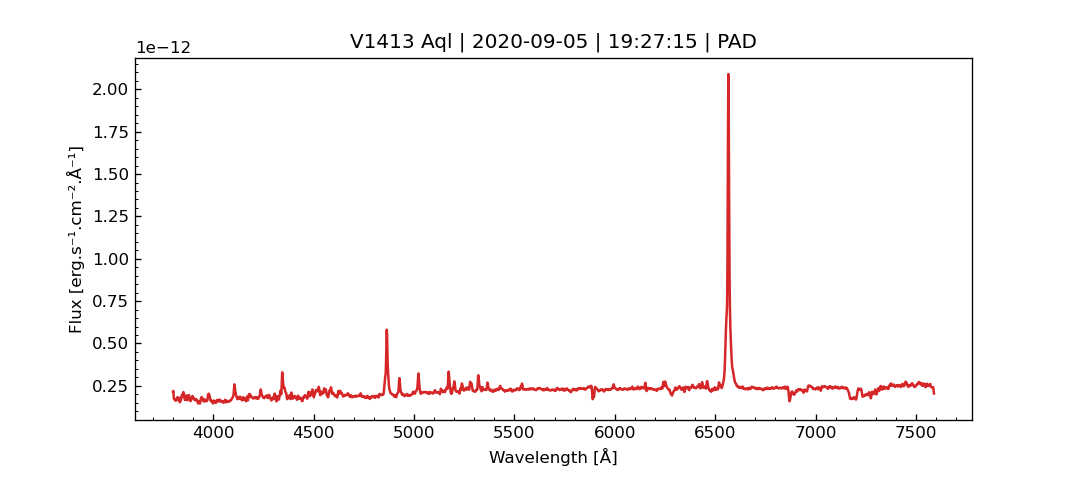 V1413 Aql | 2020-09-05 | 19:27:15 | PAD
1e−12
2.00
1.75
1.50
1.25
1.00
0.75
0.50
0.25
Flux [erg.s⁻¹.cm⁻².Å⁻¹]
4000 4500 5000 5500 6000 6500 7000 7500
Wavelength [Å]